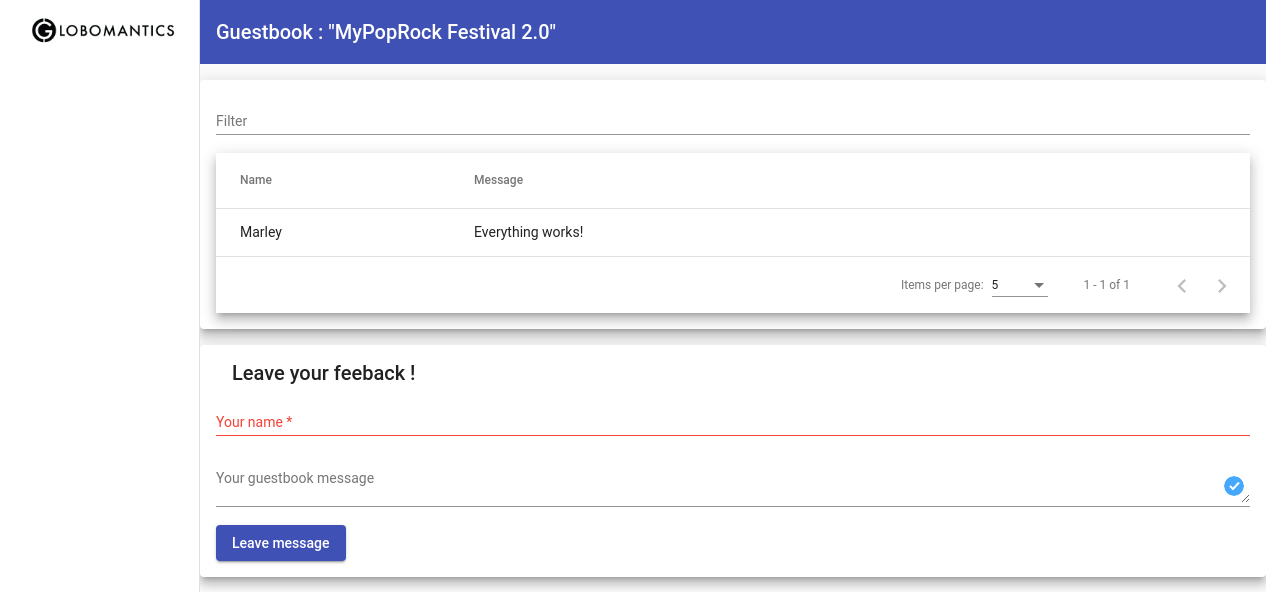 GLOBOMANTICS
Guestbook : "MyPopRock Festival 2.0"
Filter
Name Message
Marley Everything works!
Items per page: 5 1 - 1 of 1
Leave your feeback !
Your name *
Your guestbook message
Leave message